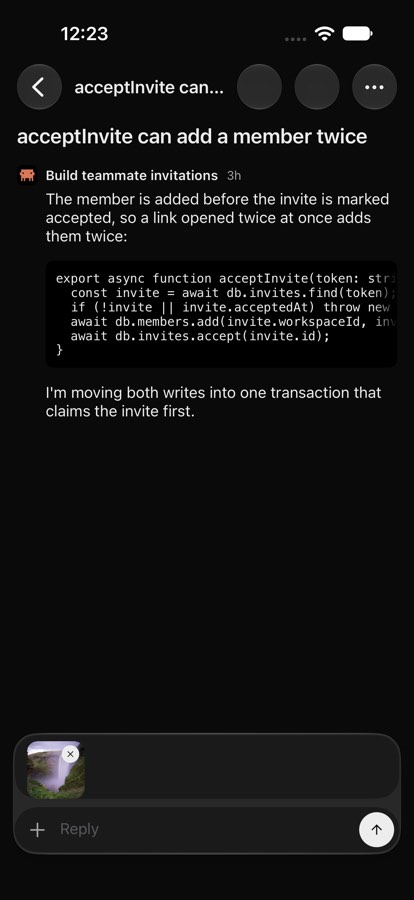 12:23
acceptInvite can...
acceptInvite can add a member twice
Build teammate invitations 3h
The member is added before the invite is marked
accepted, so a link opened twice at once adds
them twice:
export async function acceptInvite(token: stri
const invite = await db.invites.find(token);
if (!invite || invite.acceptedAt) throw new
await db.members.add(invite.workspaceId, inv
await db.invites.accept(invite.id);
}
I'm moving both writes into one transaction that
claims the invite first.
Reply